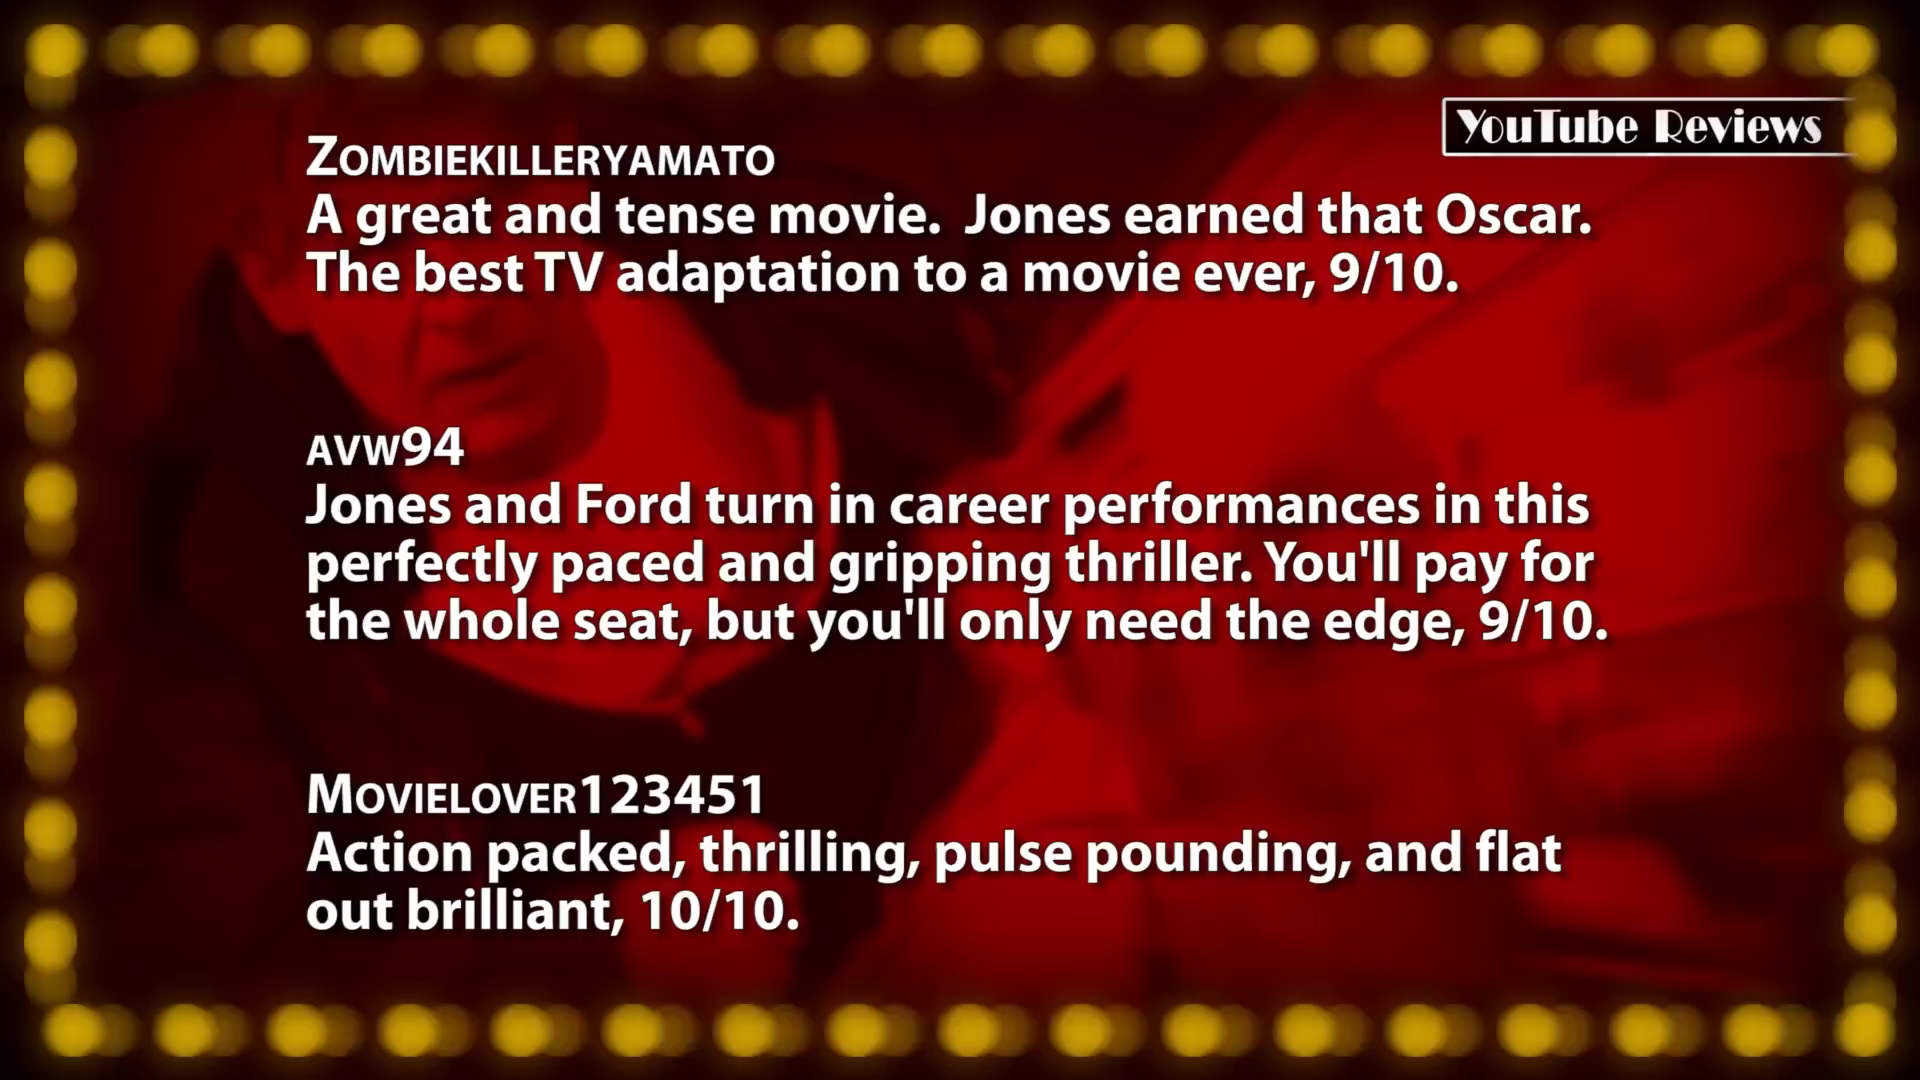 YouTube Reviews
Zombiekilleryamato
A great and tense movie.  Jones earned that Oscar.
The best TV adaptation to a movie ever, 9/10.
avw94
Jones and Ford turn in career performances in this
perfectly paced and gripping thriller. You'll pay for
the whole seat, but you'll only need the edge, 9/10.
Movielover123451
Action packed, thrilling, pulse pounding, and flat
out brilliant, 10/10.